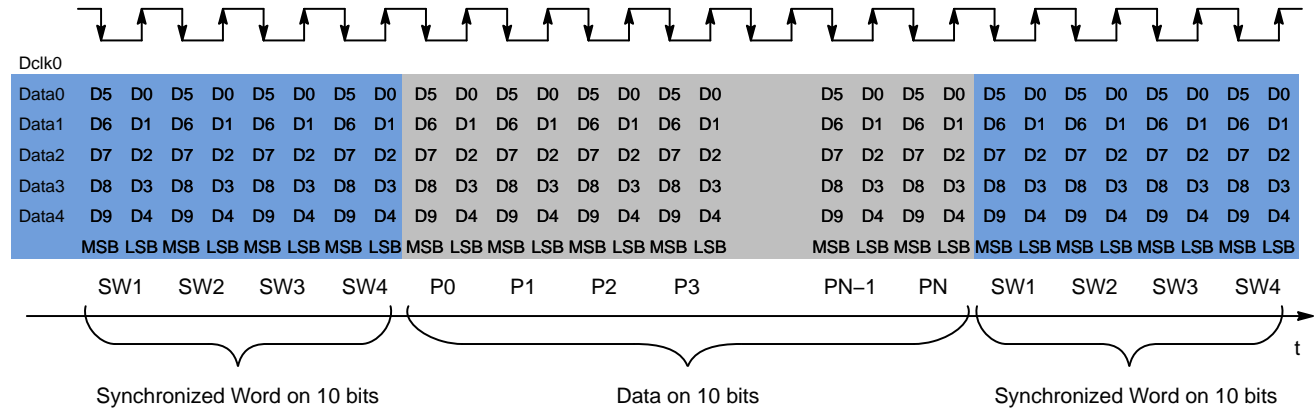 Dclk0
Data0 D5 D0 D5 D0 D5 D0 D5 D0 D5 D0 D5 D0 D5 D0 D5 D0 D5 D0 D5 D0 D5 D0 D5 D0 D5 D0 D5 D0
Data1 D6 D1 D6 D1 D6 D1 D6 D1 D6 D1 D6 D1 D6 D1 D6 D1 D6 D1 D6 D1 D6 D1 D6 D1 D6 D1 D6 D1
Data2 D7 D2 D7 D2 D7 D2 D7 D2 D7 D2 D7 D2 D7 D2 D7 D2 D7 D2 D7 D2 D7 D2 D7 D2 D7 D2 D7 D2
Data3 D8 D3 D8 D3 D8 D3 D8 D3 D8 D3 D8 D3 D8 D3 D8 D3 D8 D3 D8 D3 D8 D3 D8 D3 D8 D3 D8 D3
Data4 D9 D4 D9 D4 D9 D4 D9 D4 D9 D4 D9 D4 D9 D4 D9 D4 D9 D4 D9 D4 D9 D4 D9 D4 D9 D4 D9 D4
MSB LSB MSB LSB MSB LSB MSB LSB MSB LSB MSB LSB MSB LSB MSB LSB MSB LSB MSB LSB MSB LSB MSB LSB MSB LSB MSB LSB
SW1 SW2 SW3 SW4 P0 P1 P2 P3 PN−1 PN SW1 SW2 SW3 SW4
t
Synchronized Word on 10 bits Data on 10 bits Synchronized Word on 10 bits